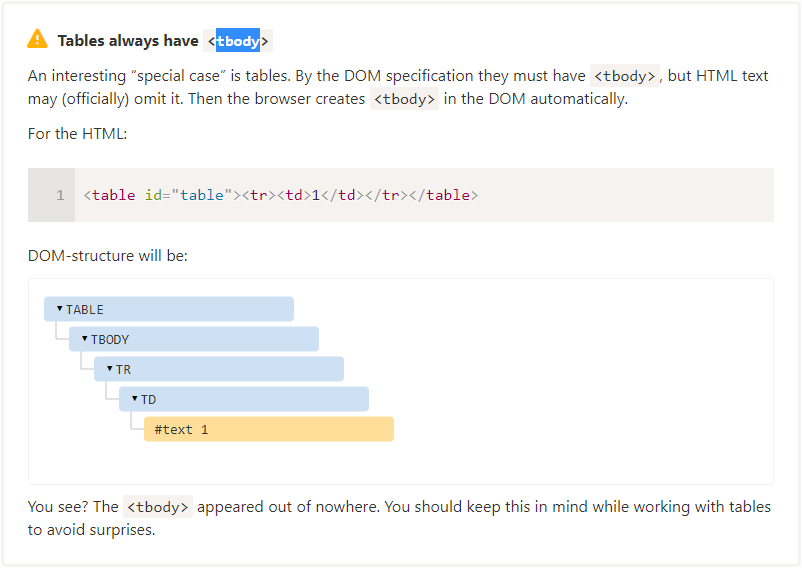 Tables always have <tbody>
An interesting “special case” is tables. By the DOM specification they must have <tbody>, but HTML text
may (officially) omit it. Then the browser creates <tbody> in the DOM automatically.
For the HTML:
1 <table id="table"><tr><td>1</td></tr></table>
DOM-structure will be:
▾ TABLE
▾ TBODY
▾ TR
▾ TD
#text 1
You see? The <tbody> appeared out of nowhere. You should keep this in mind while working with tables
to avoid surprises.